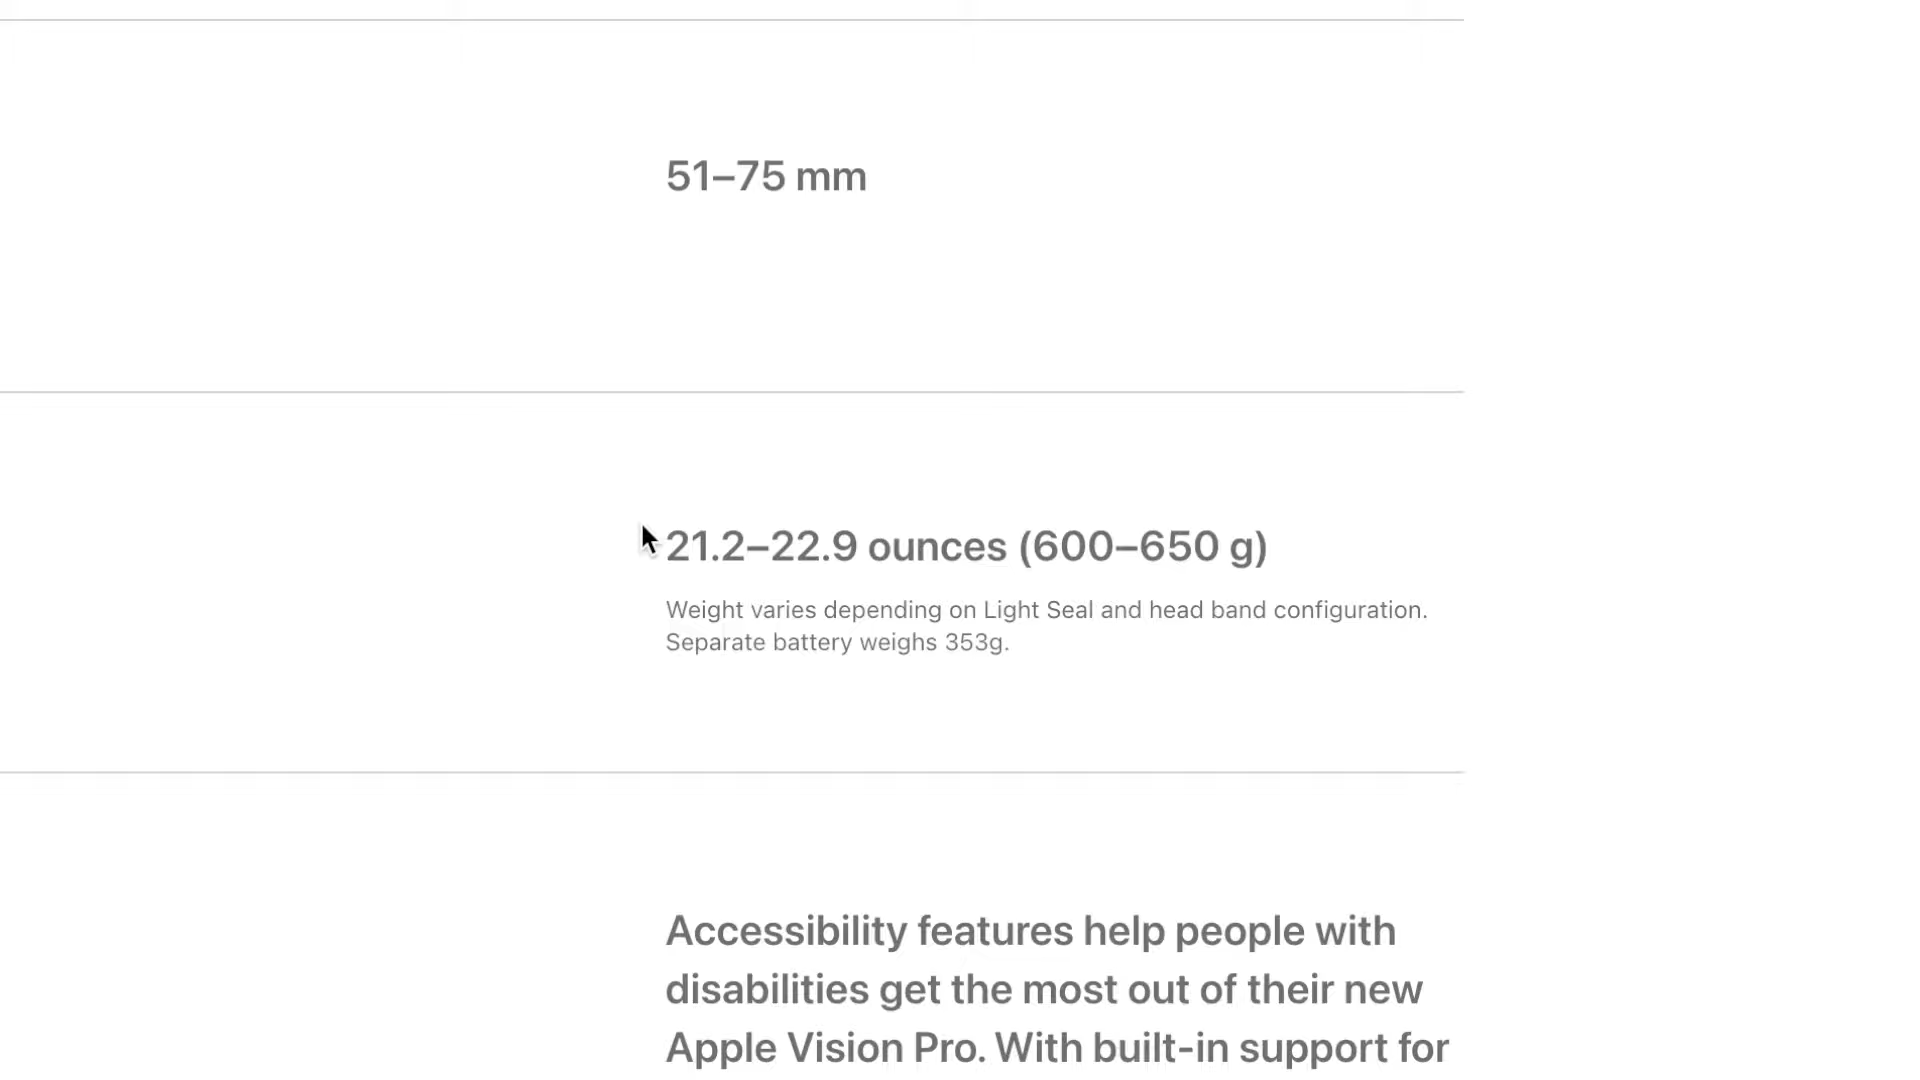 51–75 mm
21.2–22.9 ounces (600–650 g)
Weight varies depending on Light Seal and head band configuration.
Separate battery weighs 353g.
Accessibility features help people with
disabilities get the most out of their new
Apple Vision Pro. With built-in support for